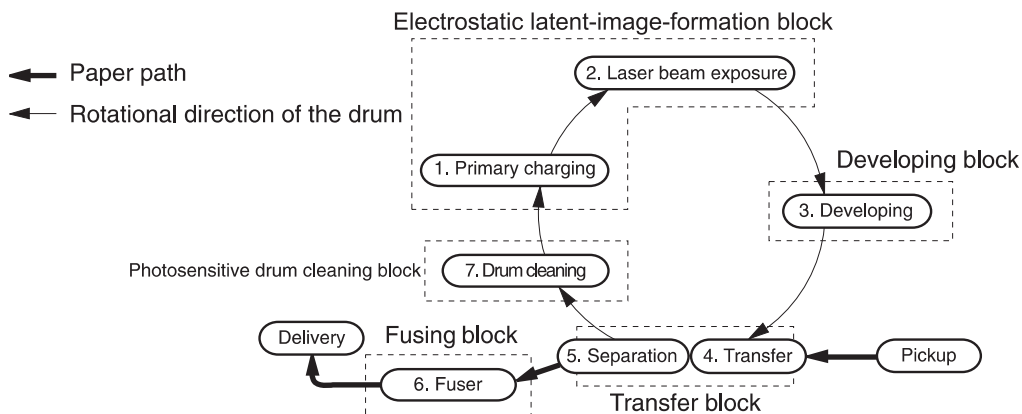 Electrostatic latent-image-formation block
Paper path
2. Laser beam exposure
Rotational direction of the drum
1. Primary charging
Developing block
3. Developing
Photosensitive drum cleaning block
7. Drum cleaning
Delivery
Fusing block
5. Separation
4. Transfer
Pickup
6. Fuser
Transfer block